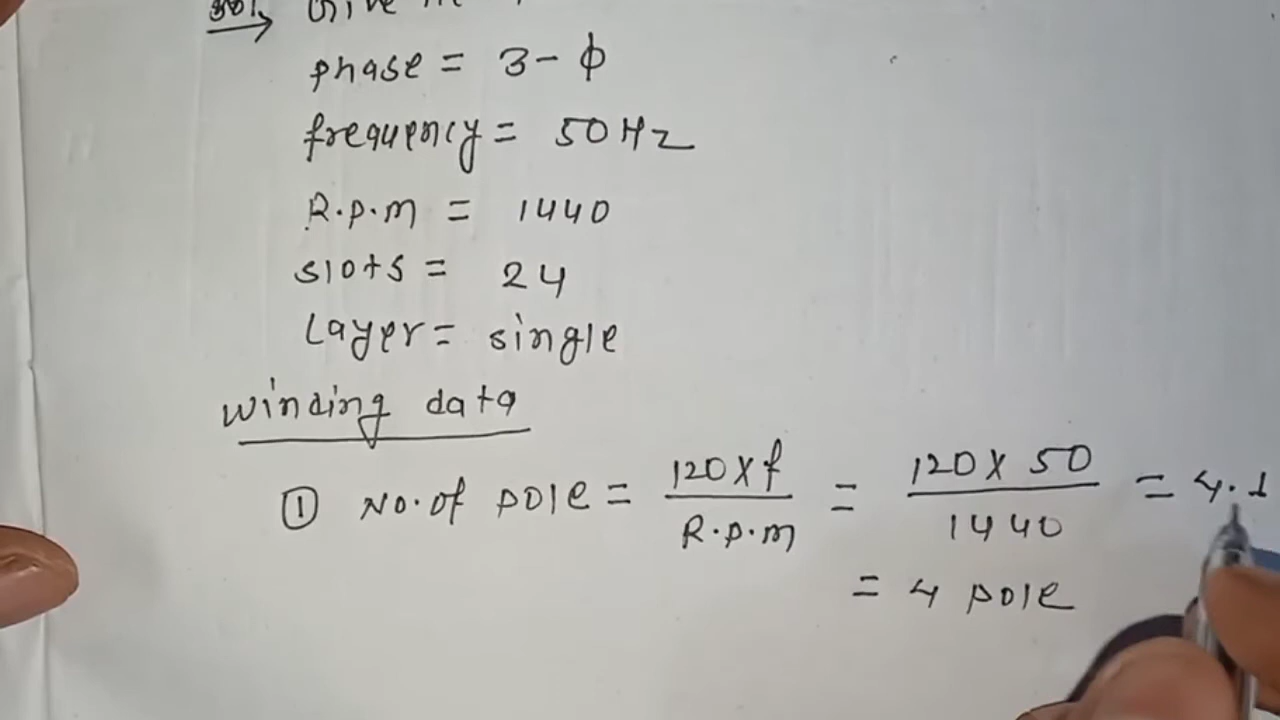 phase = 3-ϕ
frequency = 50Hz
R.p.m = 1440
slots = 24
Layer = single
Winding data
① No. of pole = 120×f / R.p.m = 120×50 / 1440 = 4.1
= 4 pole